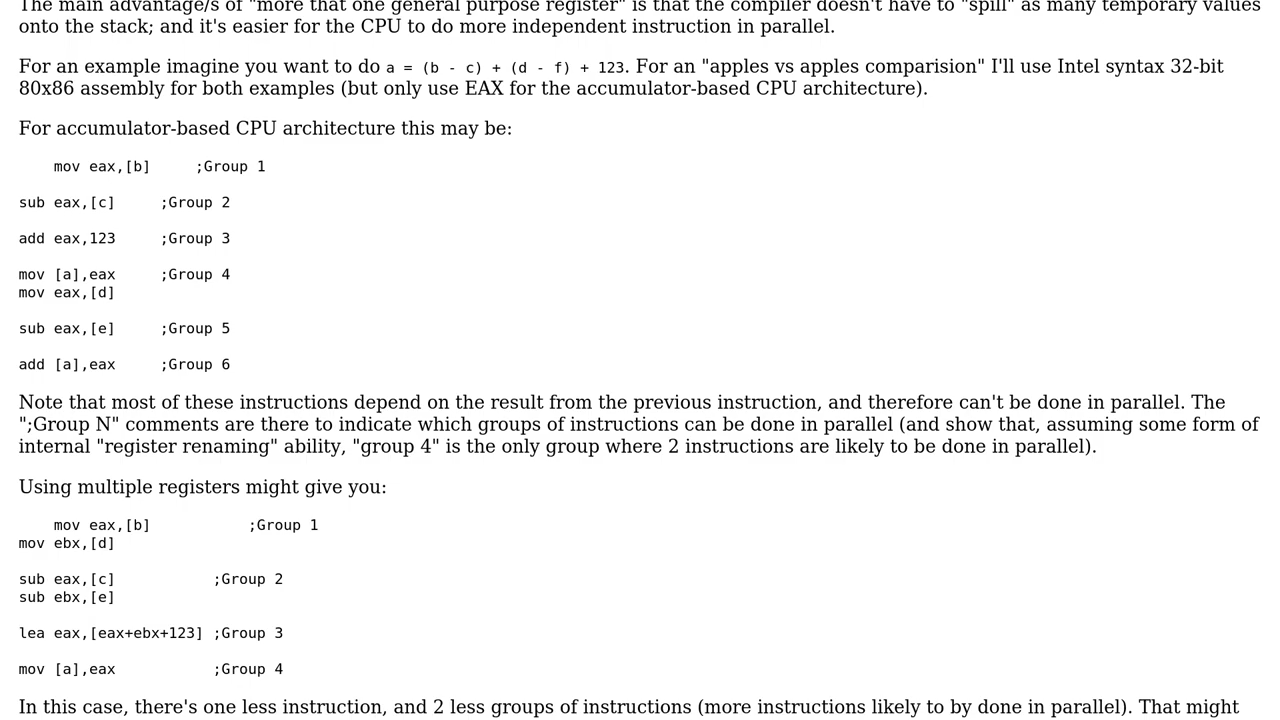 The main advantage/s of "more that one general purpose register" is that the compiler doesn't have to "spill" as many temporary values
onto the stack; and it's easier for the CPU to do more independent instruction in parallel.
For an example imagine you want to do a = (b - c) + (d - f) + 123. For an "apples vs apples comparision" I'll use Intel syntax 32-bit
80x86 assembly for both examples (but only use EAX for the accumulator-based CPU architecture).
For accumulator-based CPU architecture this may be:
    mov eax,[b]     ;Group 1
sub eax,[c]     ;Group 2
add eax,123     ;Group 3
mov [a],eax     ;Group 4
mov eax,[d]
sub eax,[e]     ;Group 5
add [a],eax     ;Group 6
Note that most of these instructions depend on the result from the previous instruction, and therefore can't be done in parallel. The
";Group N" comments are there to indicate which groups of instructions can be done in parallel (and show that, assuming some form of
internal "register renaming" ability, "group 4" is the only group where 2 instructions are likely to be done in parallel).
Using multiple registers might give you:
    mov eax,[b]           ;Group 1
mov ebx,[d]
sub eax,[c]           ;Group 2
sub ebx,[e]
lea eax,[eax+ebx+123] ;Group 3
mov [a],eax           ;Group 4
In this case, there's one less instruction, and 2 less groups of instructions (more instructions likely to by done in parallel). That might